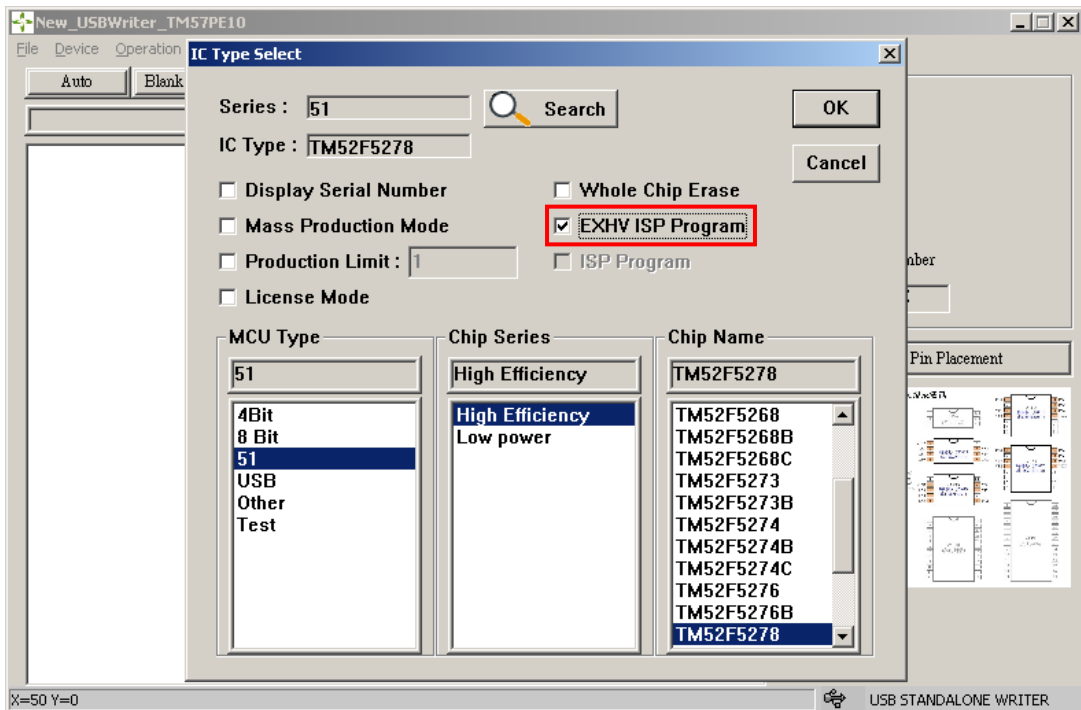 New_USBWriter_TM57PE10
File Device Operation
Auto Blank
IC Type Select
Series : 51 Search OK
IC Type : TM52F5278 Cancel
Display Serial Number Whole Chip Erase
Mass Production Mode EXHV ISP Program
Production Limit : 1 ISP Program
License Mode
MCU Type
51
4Bit
8 Bit
51
USB
Other
Test
Chip Series
High Efficiency
High Efficiency
Low power
Chip Name
TM52F5278
TM52F5268
TM52F5268B
TM52F5268C
TM52F5273
TM52F5273B
TM52F5274
TM52F5274B
TM52F5274C
TM52F5276
TM52F5276B
TM52F5278
Pin Placement
X=50 Y=0
USB STANDALONE WRITER